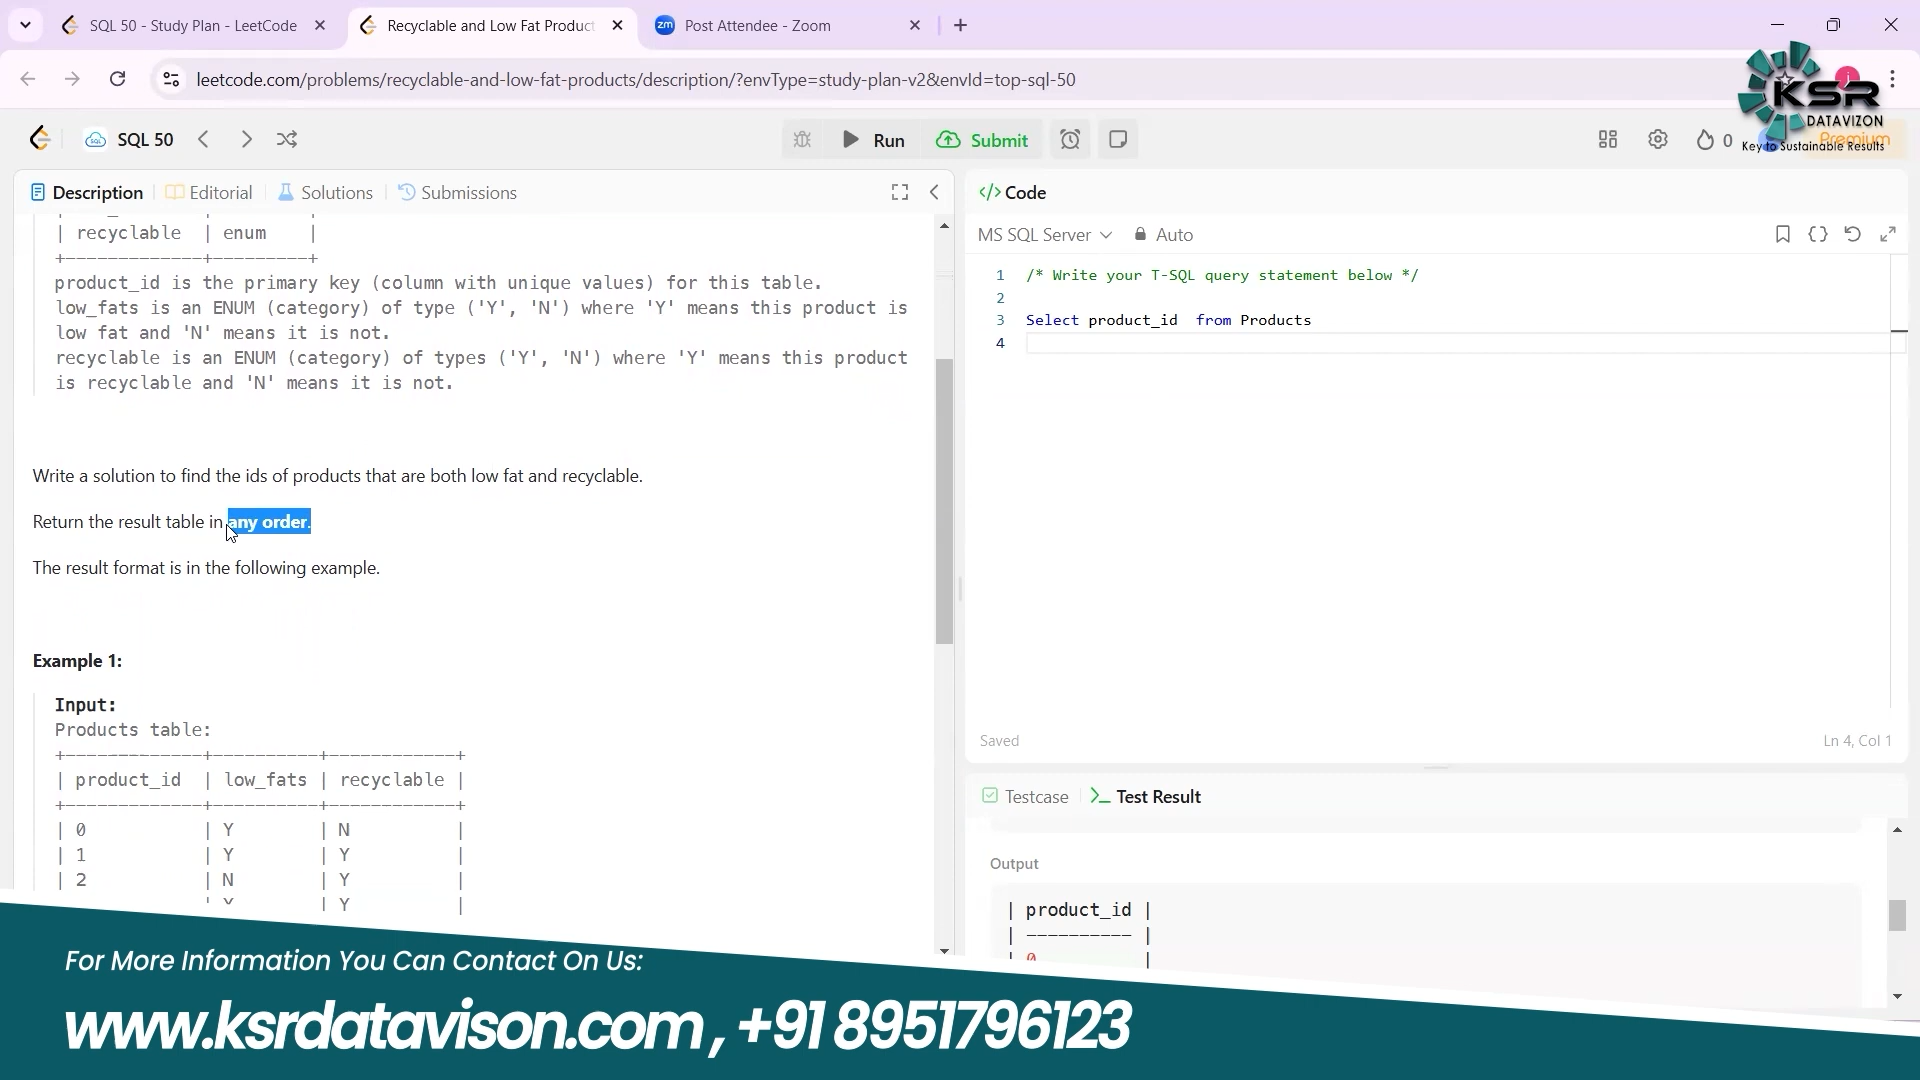 SQL 50 - Study Plan - LeetCode
Recyclable and Low Fat Product
zm Post Attendee - Zoom
leetcode.com/problems/recyclable-and-low-fat-products/description/?envType=study-plan-v2&envId=top-sql-50
KSR
DATAVIZON
Key to Sustainable Results
SQL 50
Run
Submit
0
Premium
Description
Editorial
Solutions
Submissions
| recyclable | enum |
+-------------+---------+
product_id is the primary key (column with unique values) for this table.
low_fats is an ENUM (category) of type ('Y', 'N') where 'Y' means this product is
low fat and 'N' means it is not.
recyclable is an ENUM (category) of types ('Y', 'N') where 'Y' means this product
is recyclable and 'N' means it is not.
Write a solution to find the ids of products that are both low fat and recyclable.
Return the result table in any order.
The result format is in the following example.
Example 1:
Input:
Products table:
+-------------+----------+------------+
| product_id | low_fats | recyclable |
+-------------+----------+------------+
| 0 | Y | N |
| 1 | Y | Y |
| 2 | N | Y |
| Y | Y |
</> Code
MS SQL Server
Auto
1 /* Write your T-SQL query statement below */
2
3 Select product_id from Products
4
Saved
Ln 4, Col 1
Testcase
>_ Test Result
Output
| product_id |
| ---------- |
| 0 |
For More Information You Can Contact On Us:
www.ksrdatavison.com , +91 8951796123